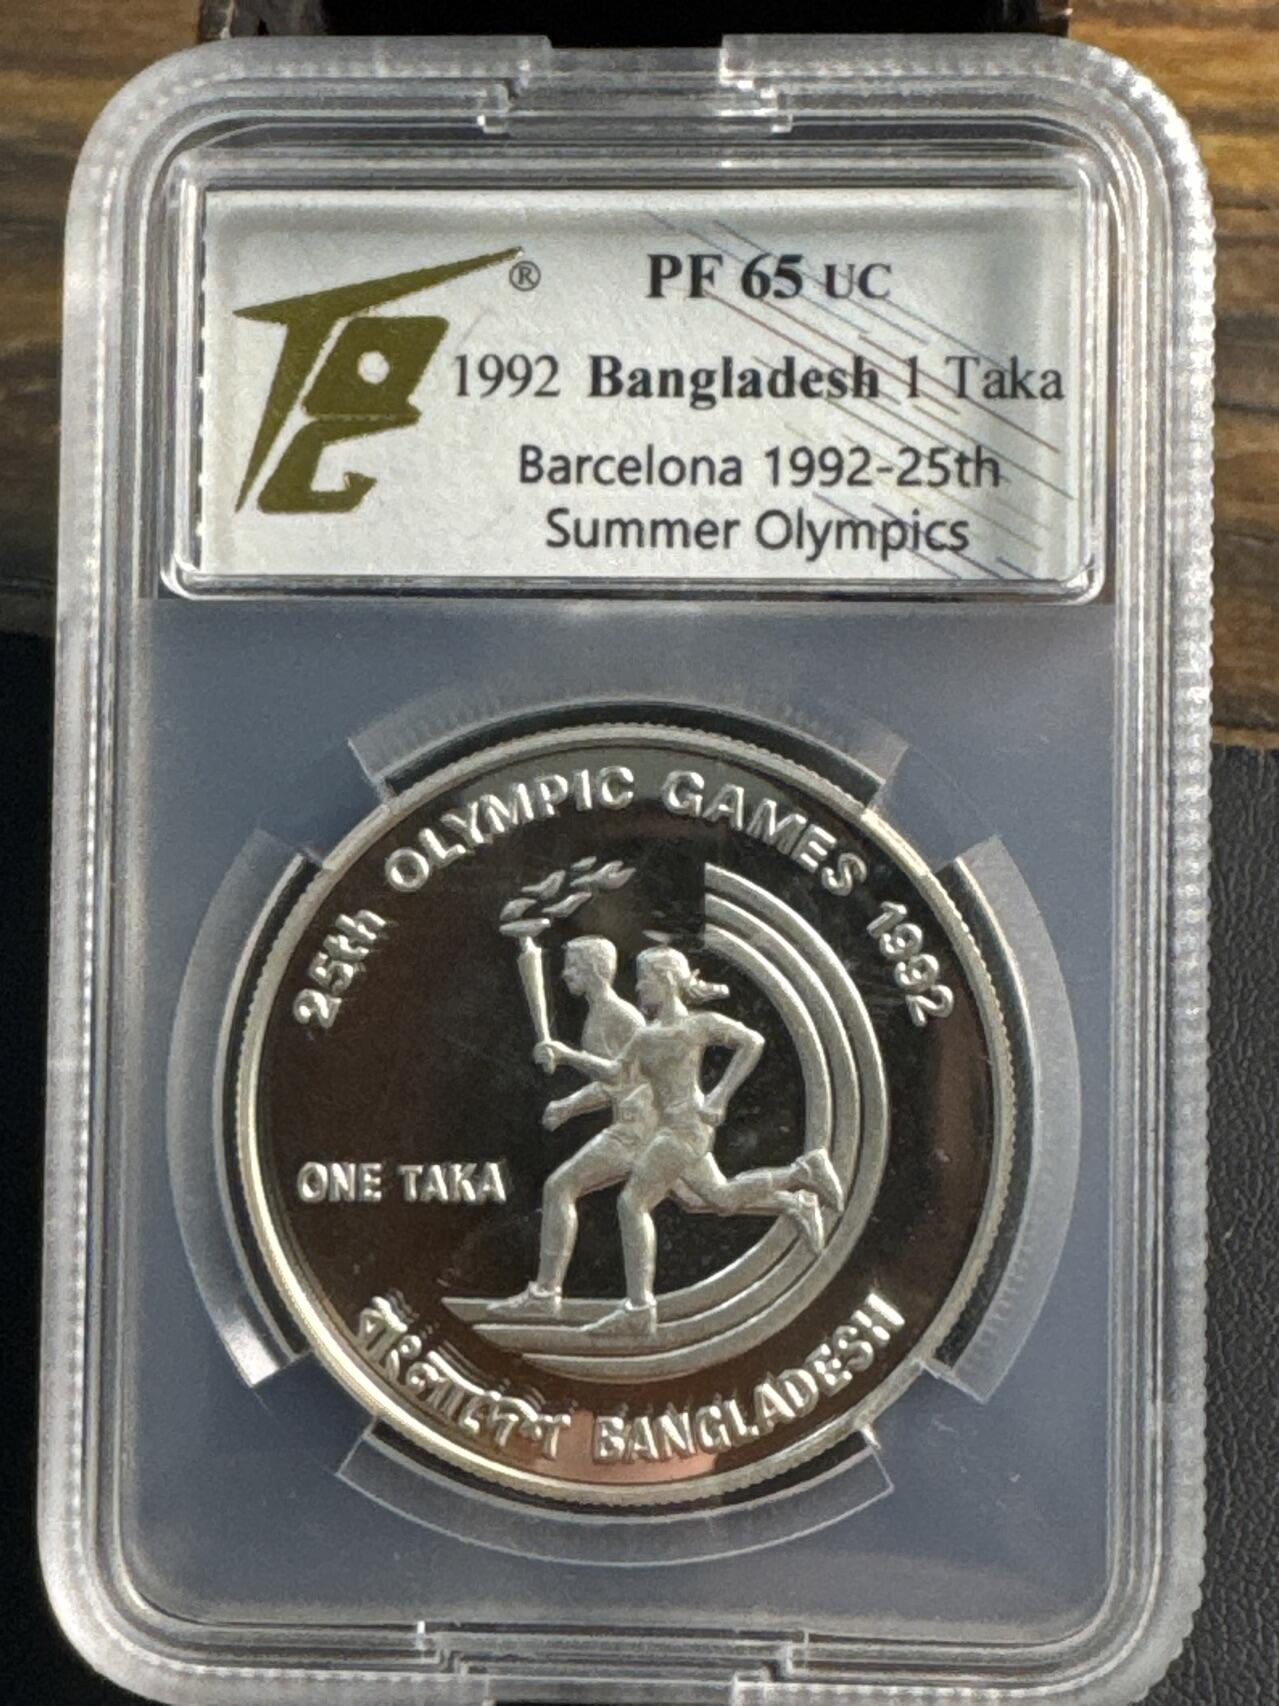 ®
PF 65 UC
1992 Bangladesh 1 Taka
Barcelona 1992-25th
Summer Olympics
25th OLYMPIC GAMES 1992
ONE TAKA
বাংলাদেশ BANGLADESH